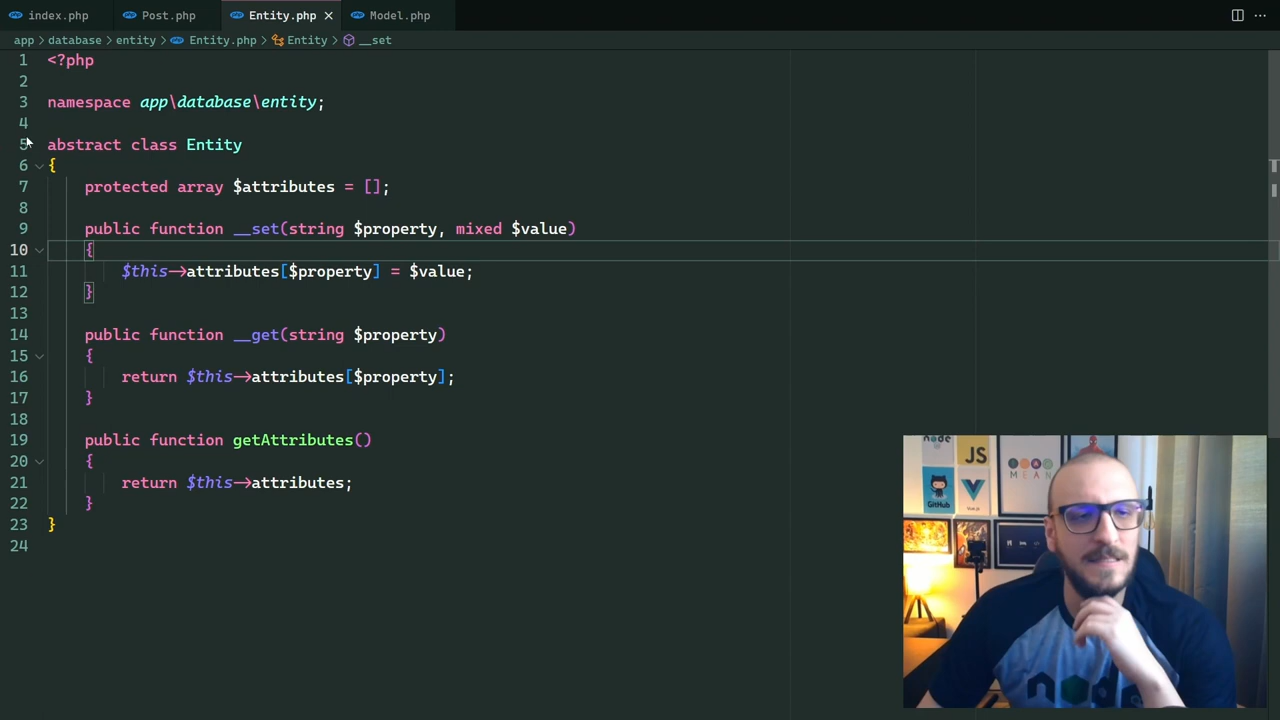 index.php Post.php Entity.php Model.php
app > database > entity > Entity.php > Entity > __set
1 <?php
2
3 namespace app\database\entity;
4
5 abstract class Entity
6 {
7 protected array $attributes = [];
8
9 public function __set(string $property, mixed $value)
10 {
11 $this->attributes[$property] = $value;
12 }
13
14 public function __get(string $property)
15 {
16 return $this->attributes[$property];
17 }
18
19 public function getAttributes()
20 {
21 return $this->attributes;
22 }
23 }
24
node
JS
MEAN
GitHub
node